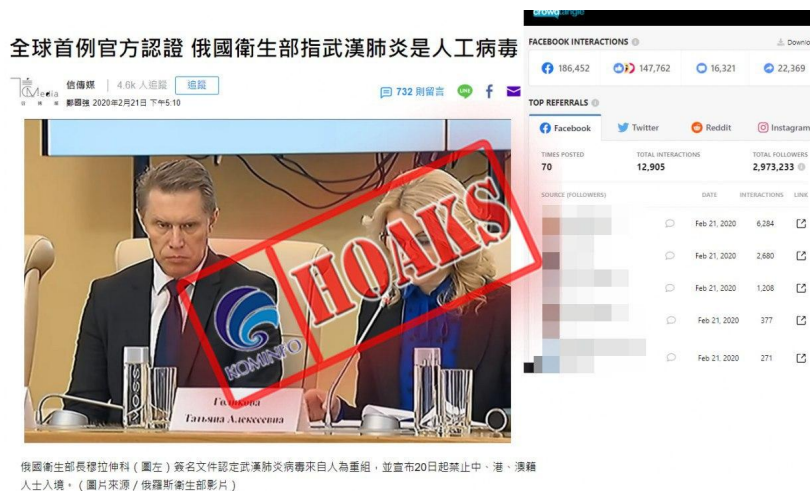 全球首例官方認證 俄國衛生部指武漢肺炎是人工病毒
信傳媒
4.6k 人追蹤
追蹤
鄭國強 2020年2月21日 下午5:10
732 則留言
HOAKS
KOMINFO
Голикова
Татьяна Алексеевна
俄國衛生部長穆拉伸科（圖左）簽名文件認定武漢肺炎病毒來自人為重組，並宣布20日起禁止中、港、澳籍
人士入境。（圖片來源／俄羅斯衛生部影片）
FACEBOOK INTERACTIONS
Downlo
186,452
147,762
16,321
22,369
TOP REFERRALS
Facebook
Twitter
Reddit
Instagram
TIMES POSTED
TOTAL INTERACTIONS
TOTAL FOLLOWERS
70
12,905
2,973,233
SOURCE (FOLLOWERS)
DATE
INTERACTIONS
LINK
Feb 21, 2020 6,284
Feb 21, 2020 2,680
Feb 21, 2020 1,208
Feb 21, 2020 377
Feb 21, 2020 271